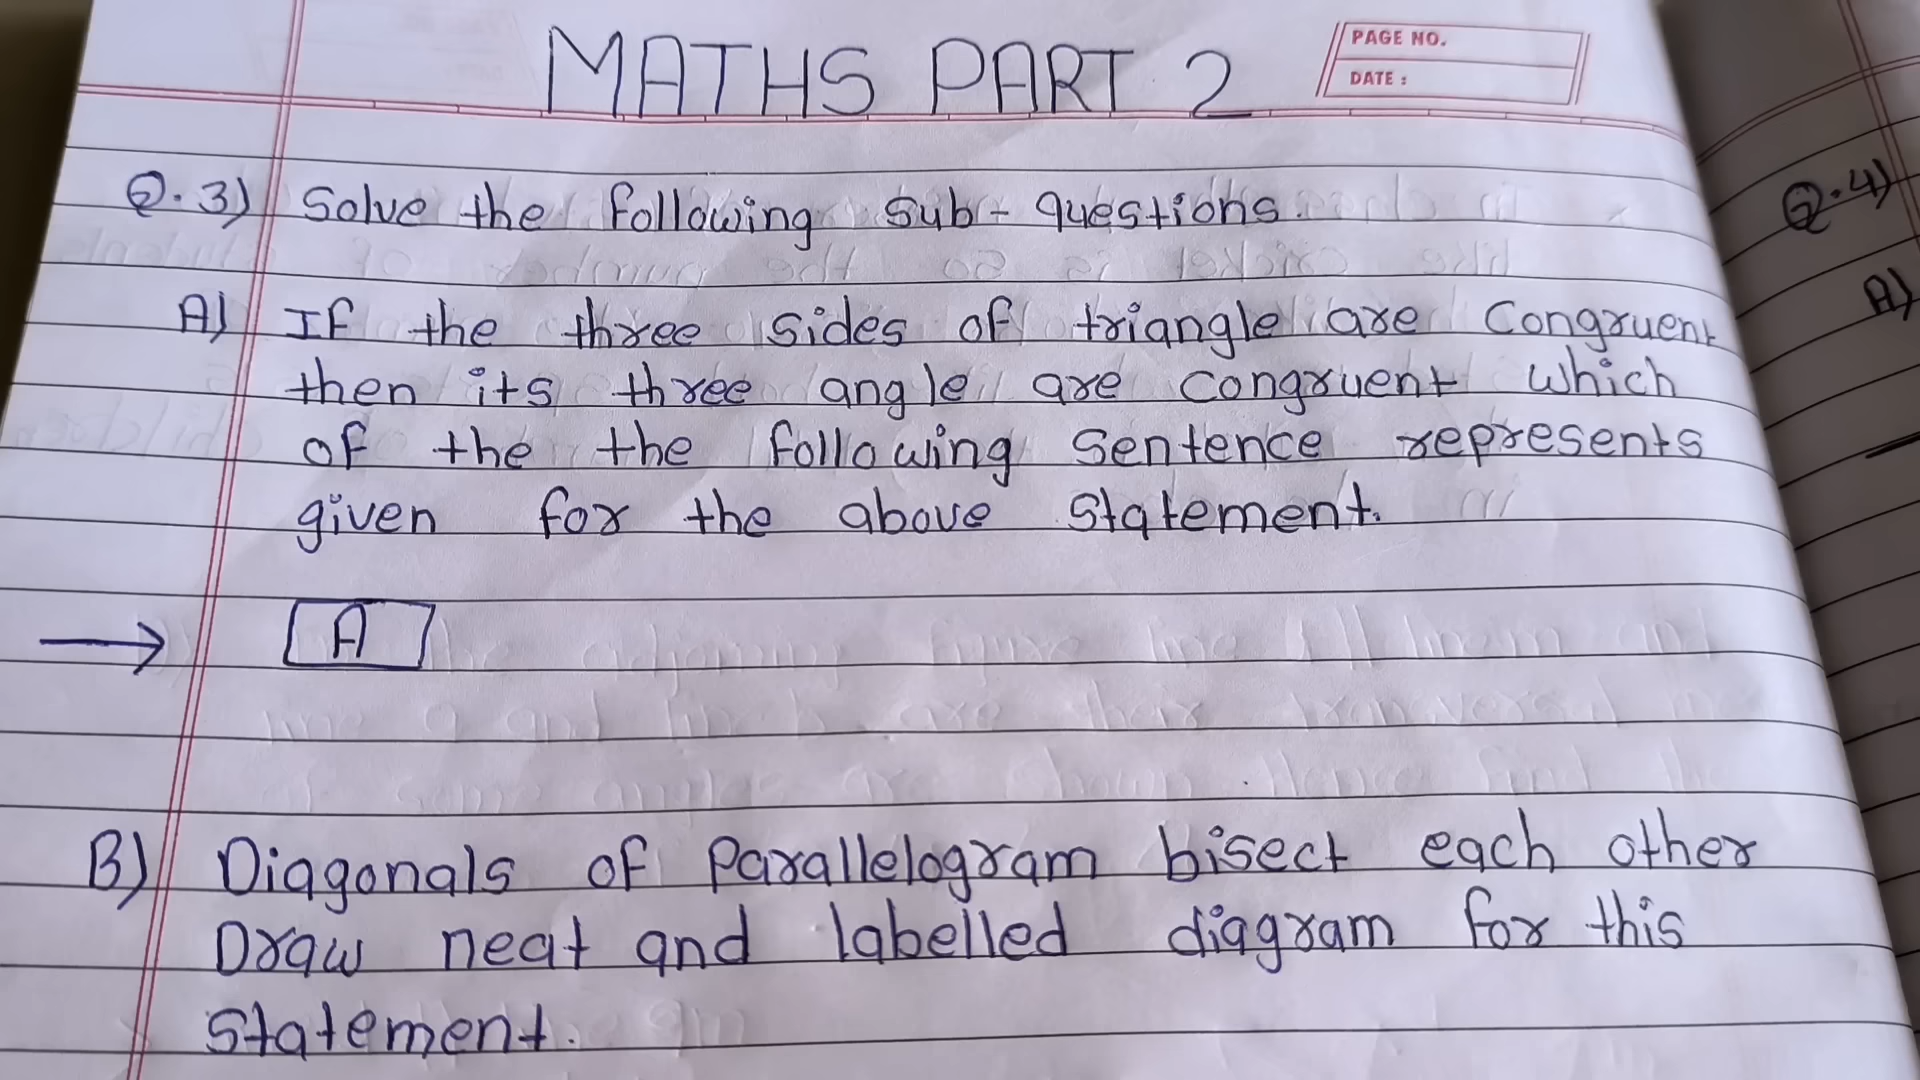 MATHS PART 2
PAGE NO.
DATE :
Q.3) Solve the following sub-questions.
A) If the three sides of triangle are congruent
then its three angle are congruent which
of the the following sentence represents
given for the above statement.
→ A
B) Diagonals of parallelogram bisect each other
Draw neat and labelled diagram for this
statement.
Q.4)
A)